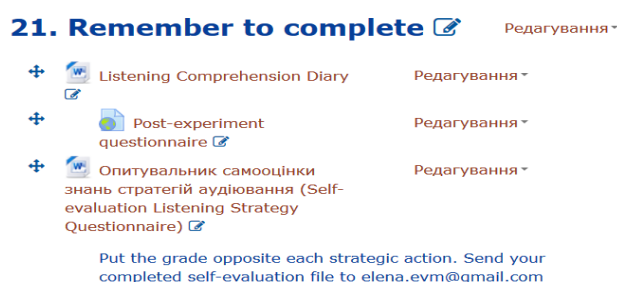 21. Remember to complete Редагування
Listening Comprehension Diary Редагування
Post-experiment Редагування
questionnaire
Опитувальник самооцінки Редагування
знань стратегій аудіювання (Self-
evaluation Listening Strategy
Questionnaire)
Put the grade opposite each strategic action. Send your
completed self-evaluation file to elena.evm@gmail.com